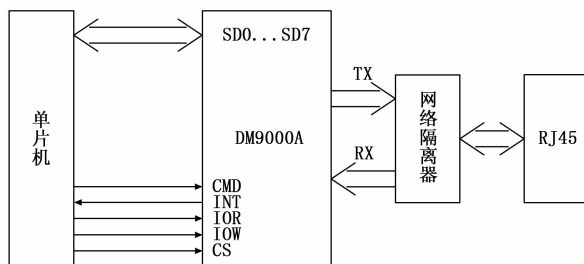 单片机
SD0...SD7
DM9000A
CMD
INT
IOR
IOW
CS
TX
RX
网络隔离器
RJ45